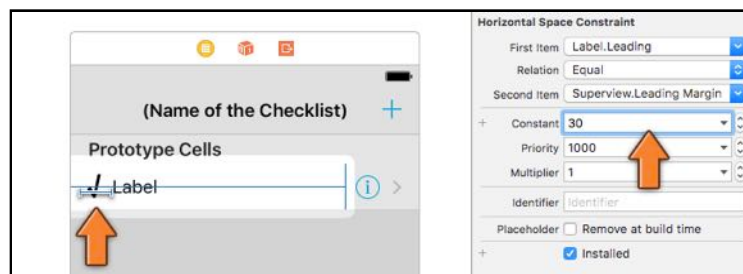 (Name of the Checklist) +
Prototype Cells
√ Label
Horizontal Space Constraint
First Item Label.Leading
Relation Equal
Second Item Superview.Leading Margin
+ Constant 30
Priority 1000
Multiplier 1
Identifier Identifier
Placeholder Remove at build time
+ Installed